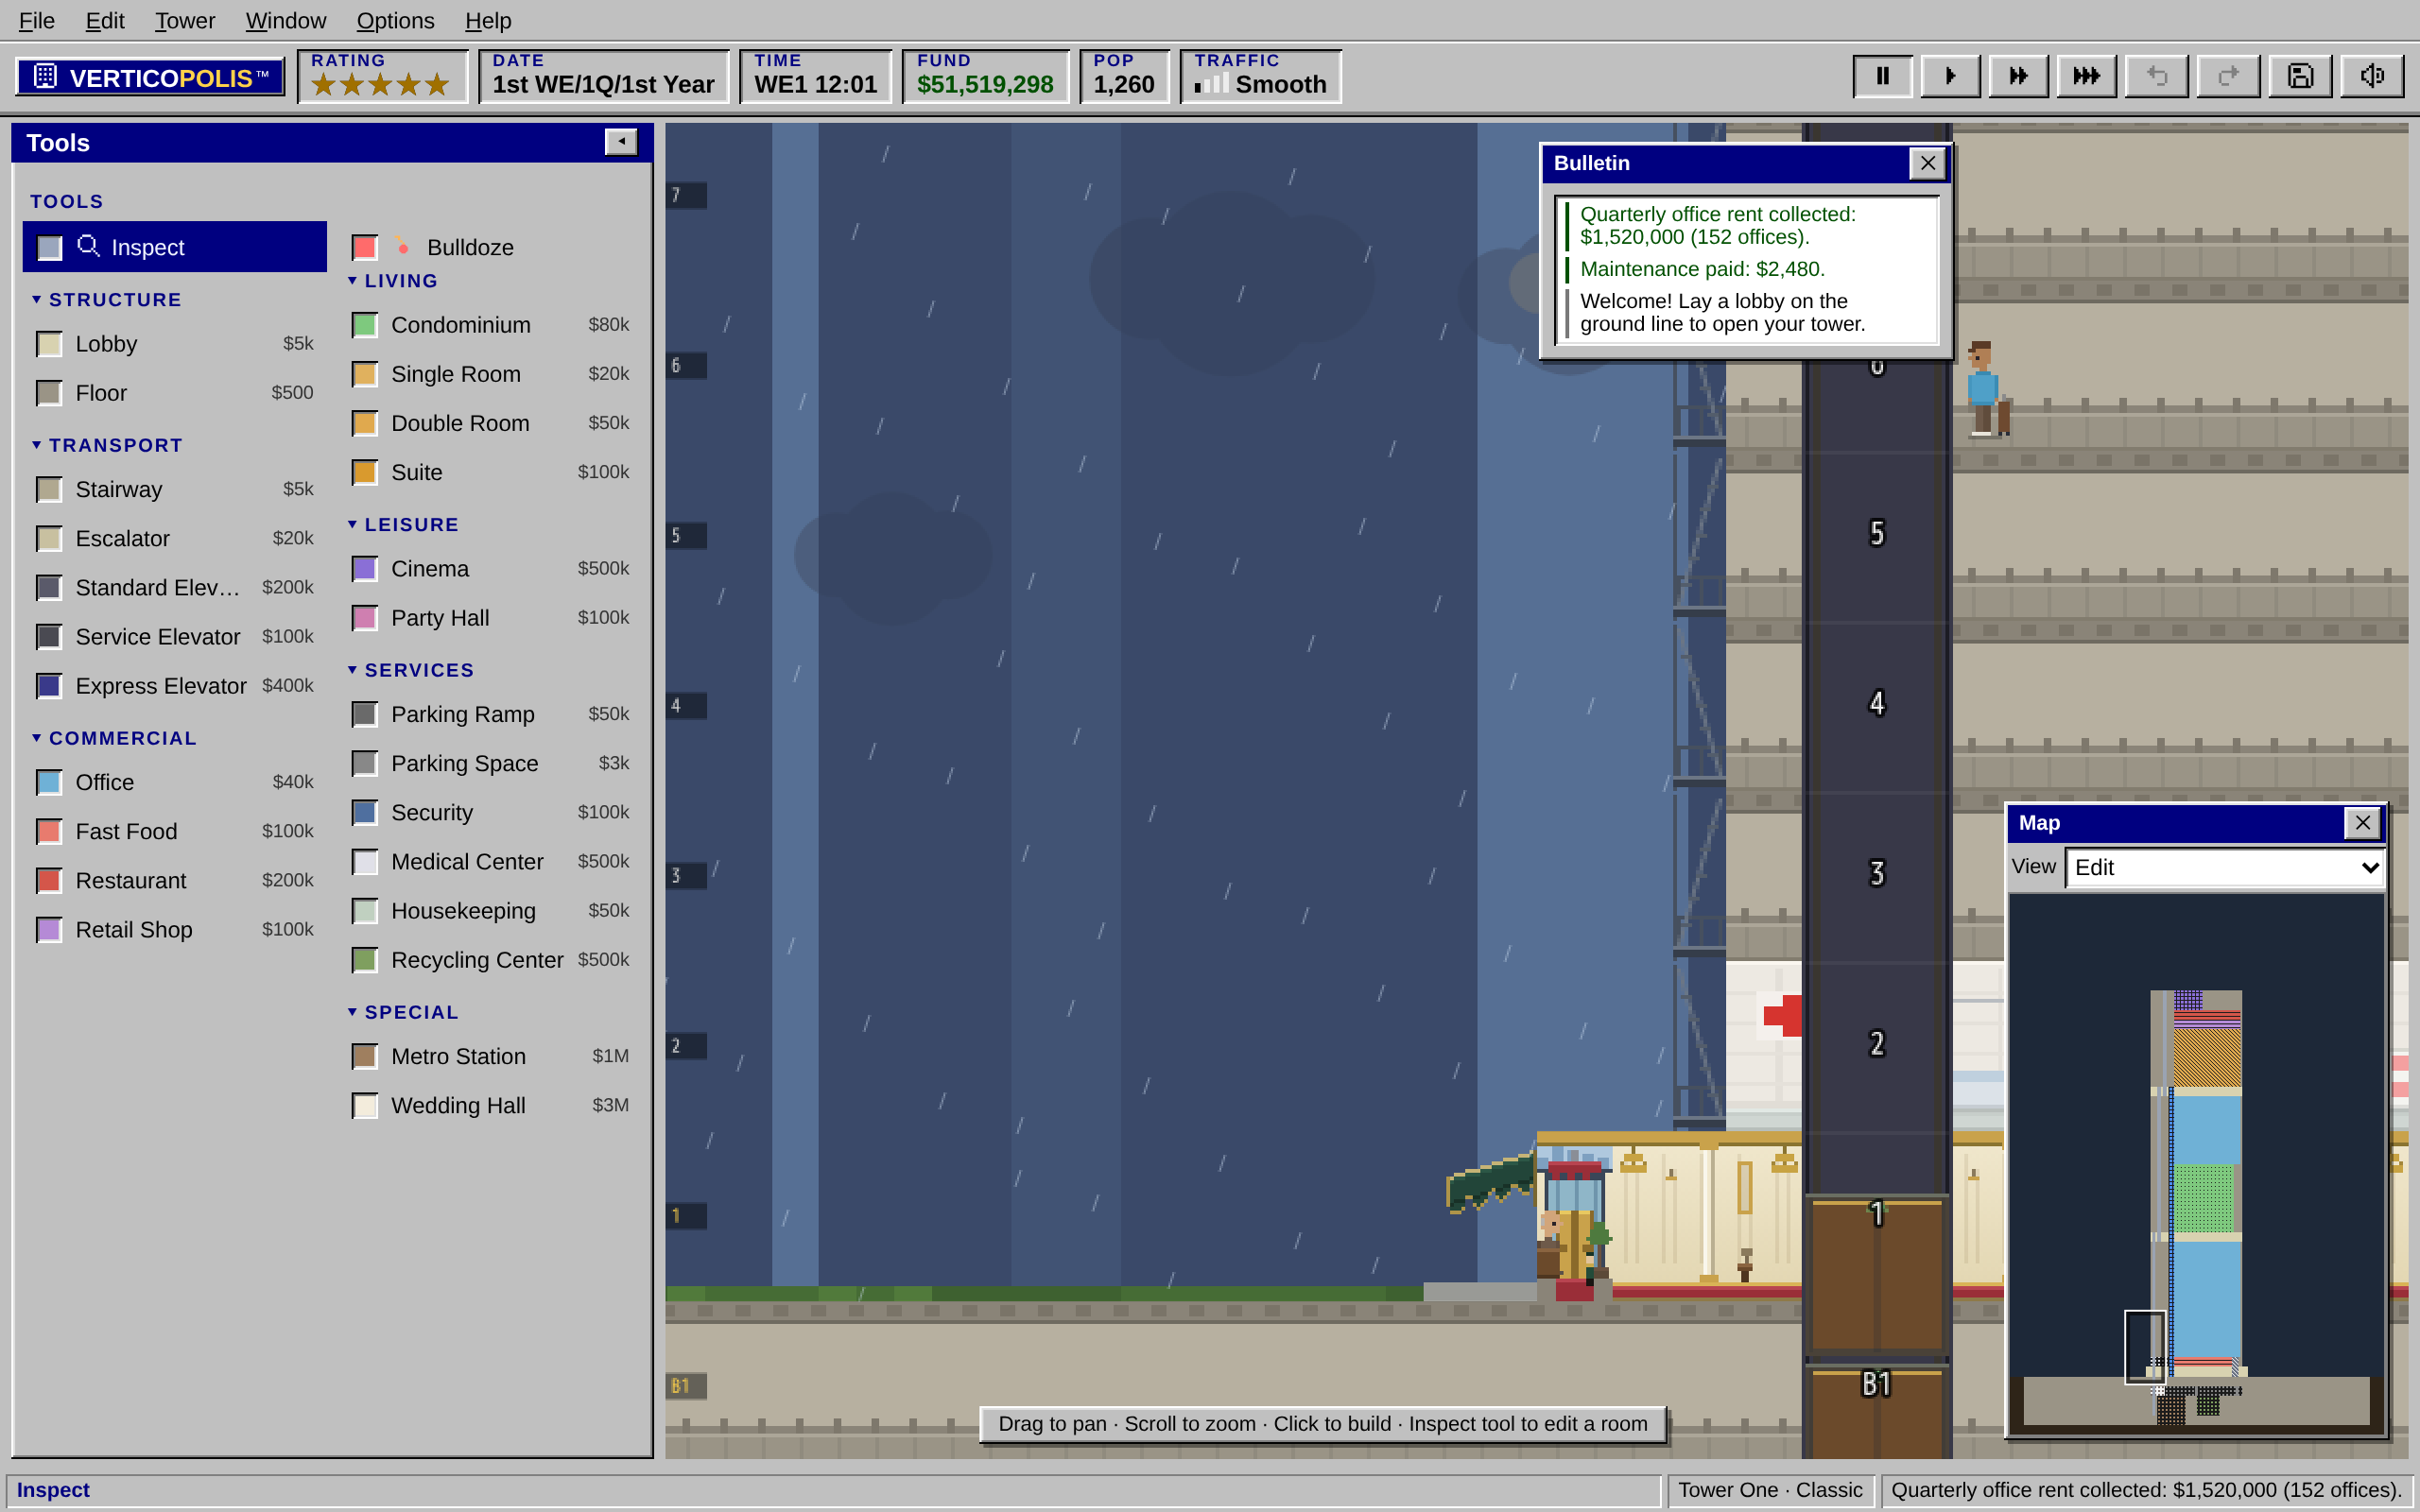 File Edit Tower Window Options Help
VERTICOPOLIS™
RATING
★★★★★
DATE
1st WE/1Q/1st Year
TIME
WE1 12:01
FUND
$51,519,298
POP
1,260
TRAFFIC
Smooth
Tools
TOOLS
Inspect
STRUCTURE
Lobby $5k
Floor $500
TRANSPORT
Stairway $5k
Escalator $20k
Standard Elev… $200k
Service Elevator $100k
Express Elevator $400k
COMMERCIAL
Office $40k
Fast Food $100k
Restaurant $200k
Retail Shop $100k
Bulldoze
LIVING
Condominium $80k
Single Room $20k
Double Room $50k
Suite $100k
LEISURE
Cinema $500k
Party Hall $100k
SERVICES
Parking Ramp $50k
Parking Space $3k
Security $100k
Medical Center $500k
Housekeeping $50k
Recycling Center $500k
SPECIAL
Metro Station $1M
Wedding Hall $3M
7
6
5
4
3
2
1
B1
6
5
4
3
2
1
B1
Bulletin
Quarterly office rent collected:
$1,520,000 (152 offices).
Maintenance paid: $2,480.
Welcome! Lay a lobby on the
ground line to open your tower.
Map
View Edit
Drag to pan · Scroll to zoom · Click to build · Inspect tool to edit a room
Inspect
Tower One · Classic
Quarterly office rent collected: $1,520,000 (152 offices).